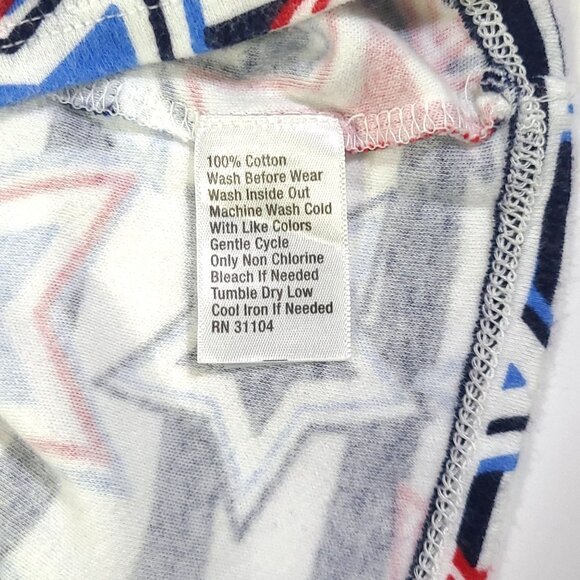 100% Cotton
Wash Before Wear
Wash Inside Out
Machine Wash Cold
With Like Colors
Gentle Cycle
Only Non Chlorine
Bleach If Needed
Tumble Dry Low
Cool Iron If Needed
RN 31104